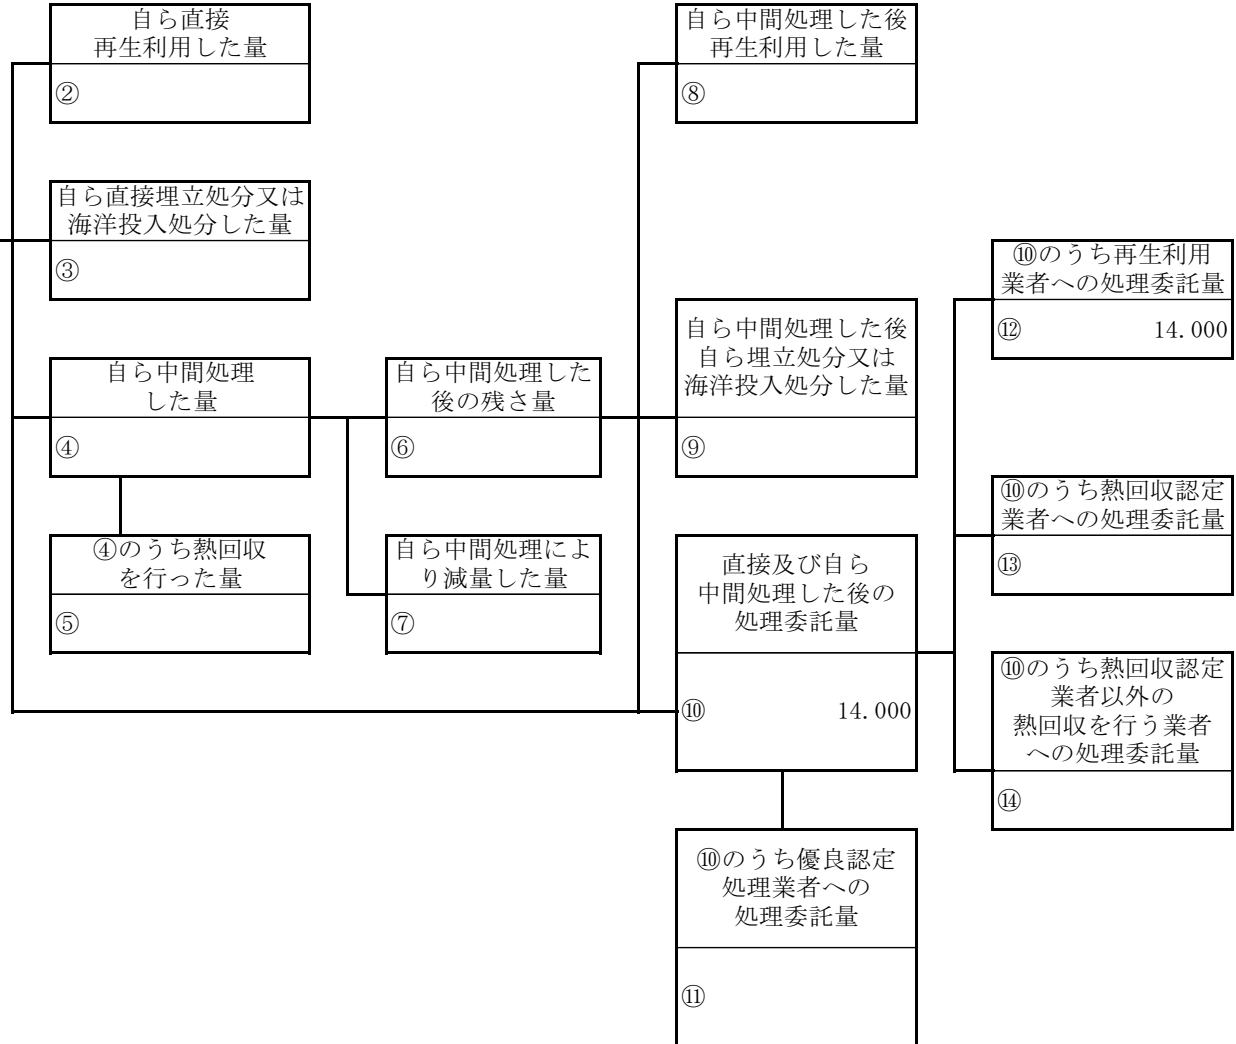 自ら直接
再生利用した量
②
自ら直接埋立処分又は
海洋投入処分した量
③
自ら中間処理
した量
④
④のうち熱回収
を行った量
⑤
自ら中間処理した
後の残さ量
⑥
自ら中間処理によ
り減量した量
⑦
自ら中間処理した後
再生利用した量
⑧
自ら中間処理した後
自ら埋立処分又は
海洋投入処分した量
⑨
直接及び自ら
中間処理した後の
処理委託量
⑩ 14.000
⑩のうち優良認定
処理業者への
処理委託量
⑪
⑩のうち再生利用
業者への処理委託量
⑫ 14.000
⑩のうち熱回収認定
業者への処理委託量
⑬
⑩のうち熱回収認定
業者以外の
熱回収を行う業者
への処理委託量
⑭